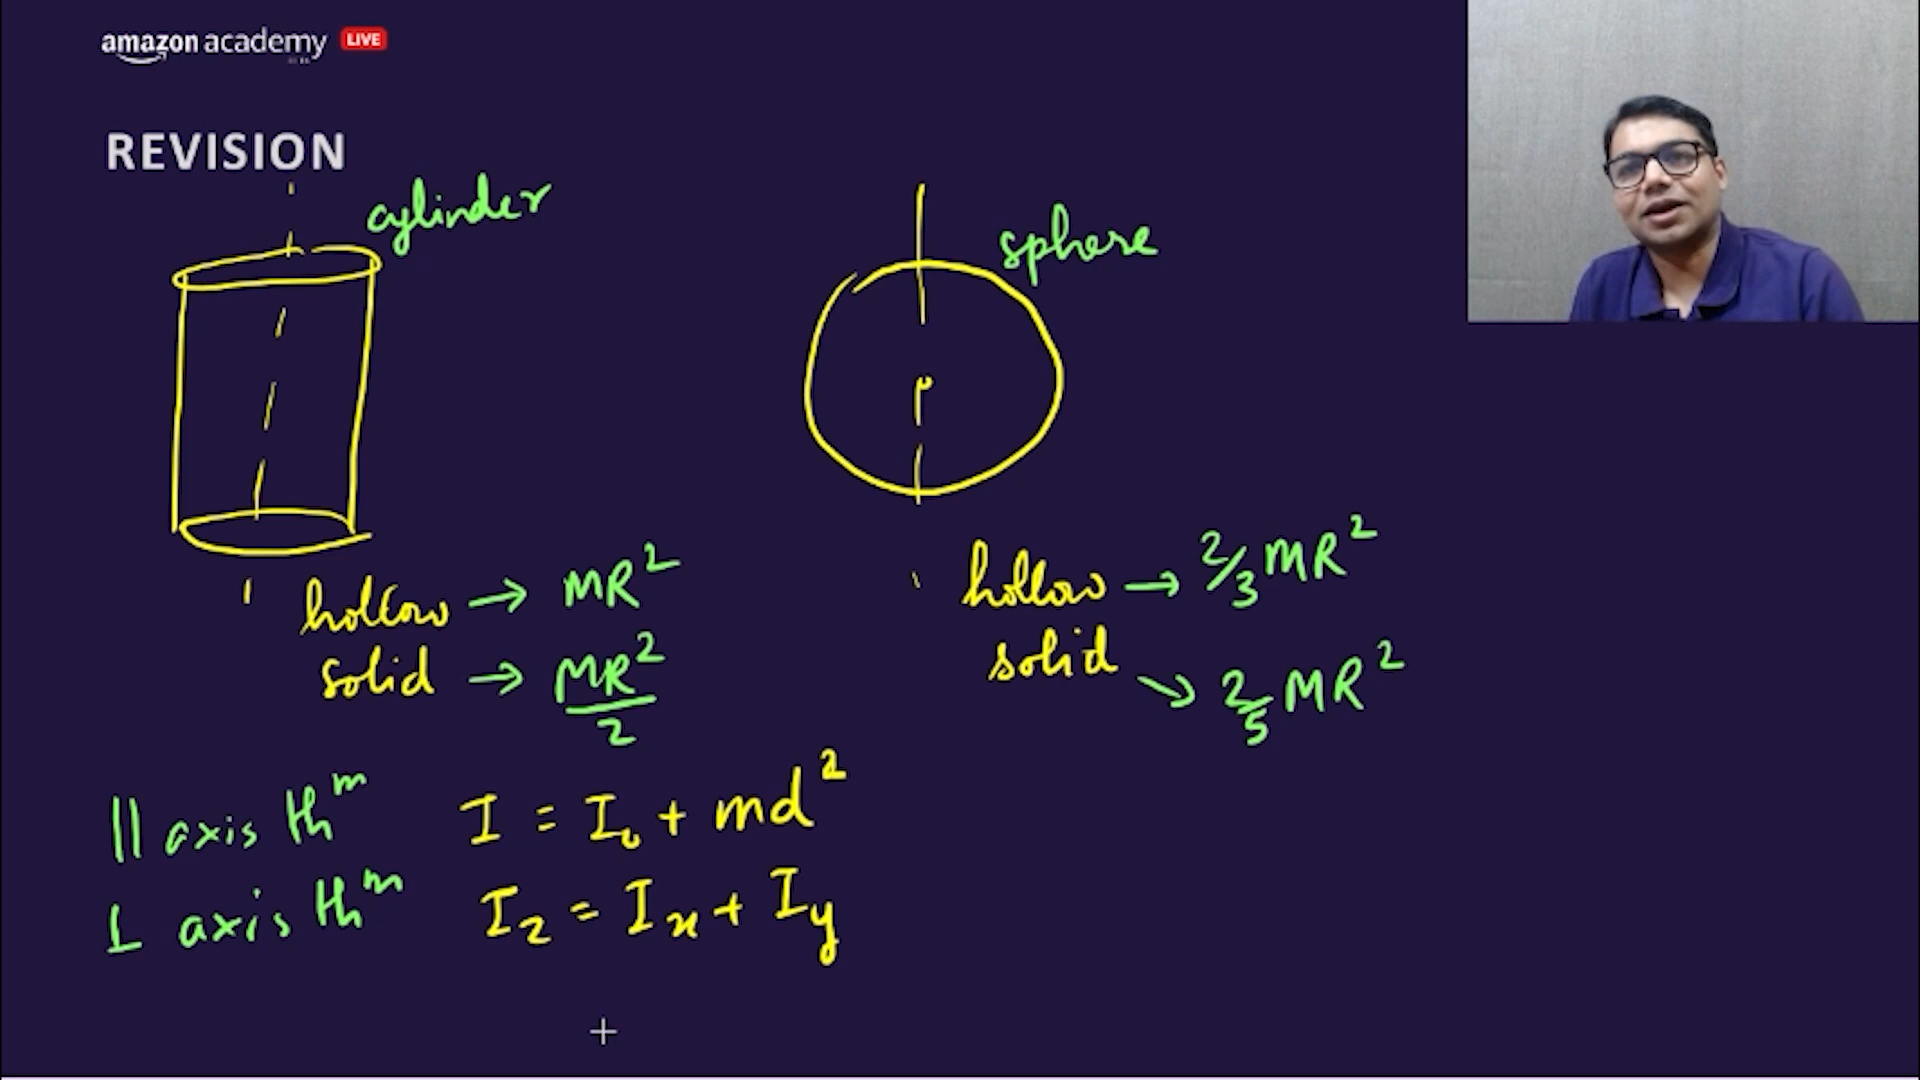 amazon academy LIVE
REVISION
cylinder
sphere
hollow → MR²
solid → MR²/2
hollow → 2/3 MR²
solid → 2/5 MR²
|| axis thᵐ I = I₀ + md²
⊥ axis thᵐ I_z = I_x + I_y